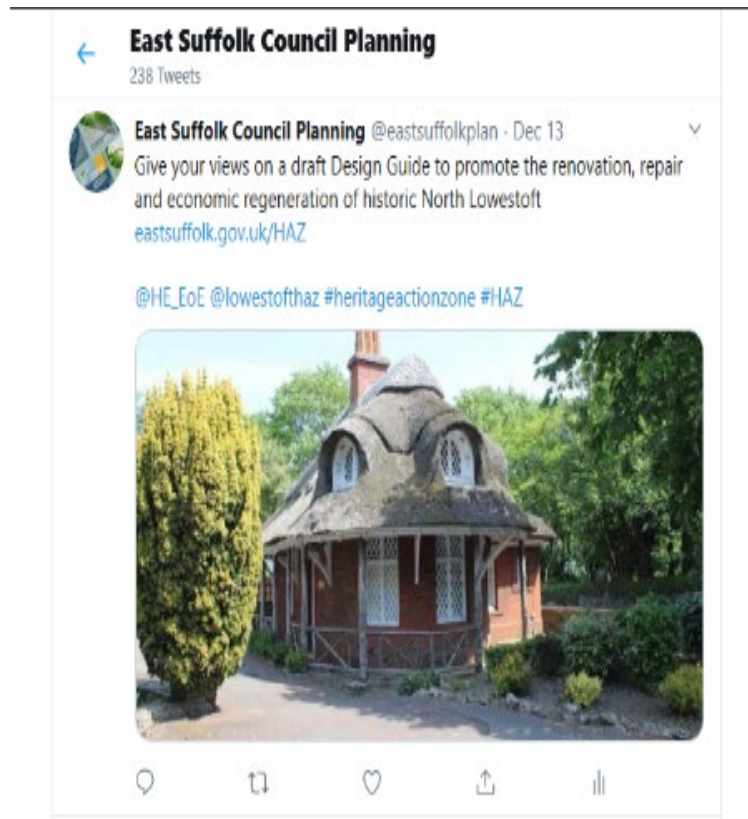 East Suffolk Council Planning
238 Tweets
East Suffolk Council Planning @eastsuffolkplan · Dec 13
Give your views on a draft Design Guide to promote the renovation, repair
and economic regeneration of historic North Lowestoft
eastsuffolk.gov.uk/HAZ
@HE_EoE @lowestofthaz #heritageactionzone #HAZ